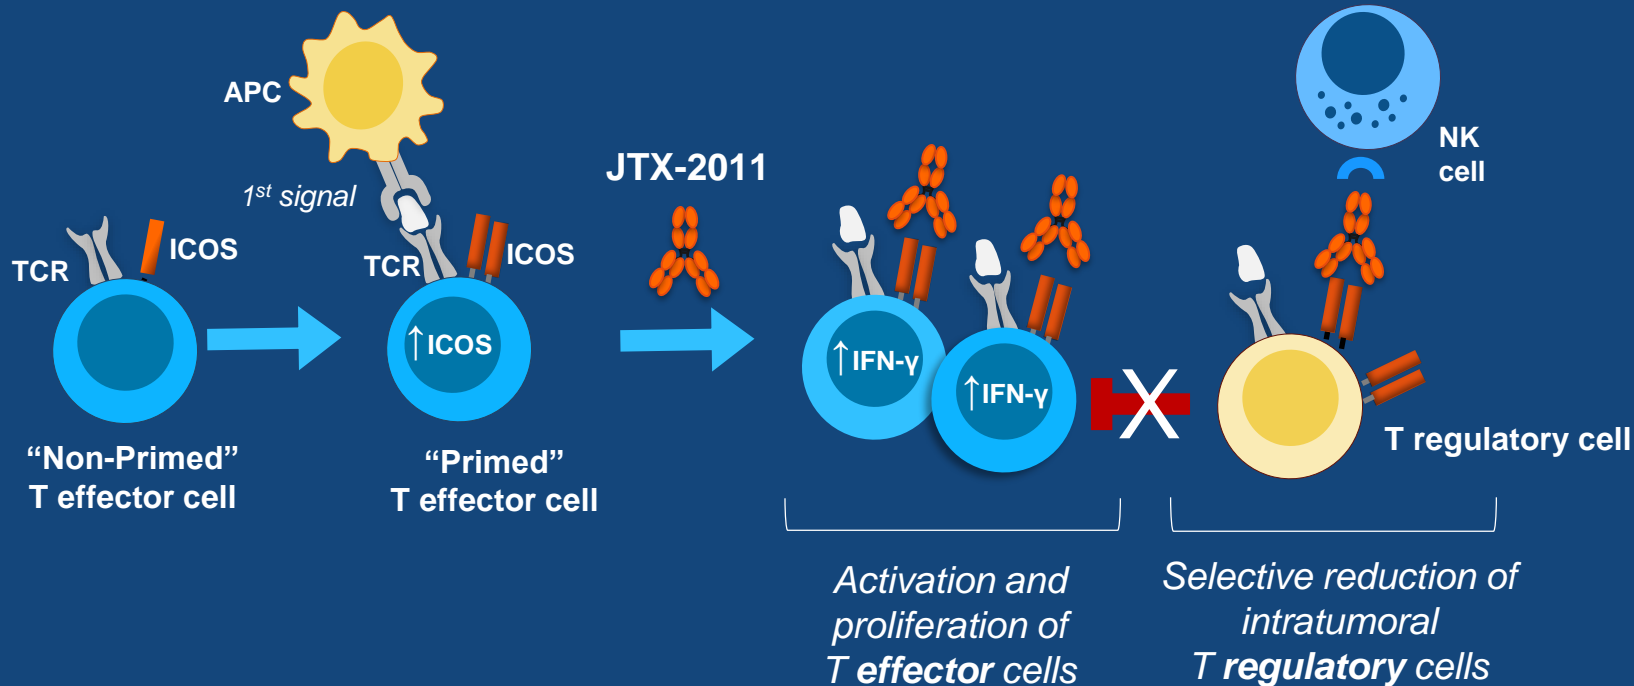 APC
1st signal
TCR
ICOS
"Non-Primed"
T effector cell
TCR
ICOS
↑ICOS
"Primed"
T effector cell
JTX-2011
↑IFN-γ
↑IFN-γ
X
NK
cell
T regulatory cell
Activation and
proliferation of
T effector cells
Selective reduction of
intratumoral
T regulatory cells